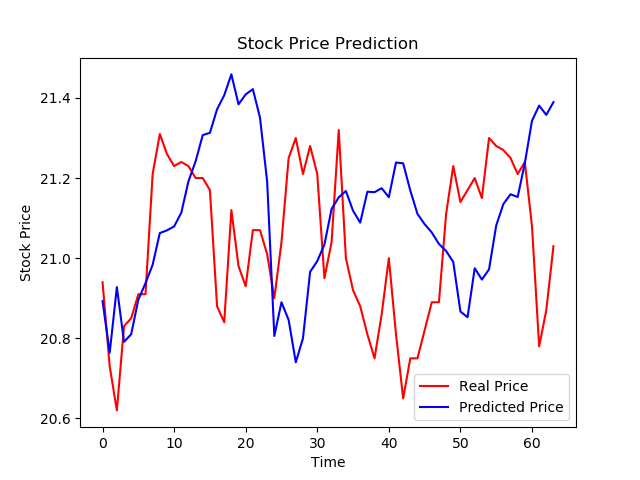 Stock Price Prediction
Stock Price
21.4
21.2
21.0
20.8
20.6
0 10 20 30 40 50 60
Time
Real Price
Predicted Price